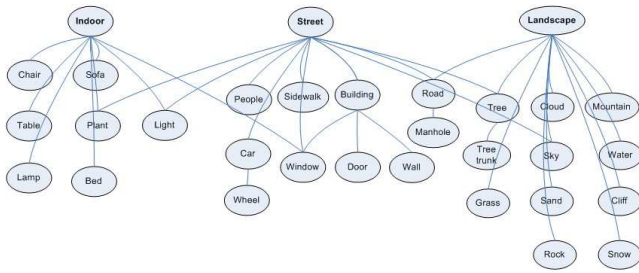 Indoor
Street
Landscape
Chair
Sofa
People
Sidewalk
Building
Road
Tree
Cloud
Mountain
Table
Plant
Light
Manhole
Car
Window
Door
Wall
Tree
trunk
Sky
Water
Lamp
Bed
Wheel
Grass
Sand
Cliff
Rock
Snow